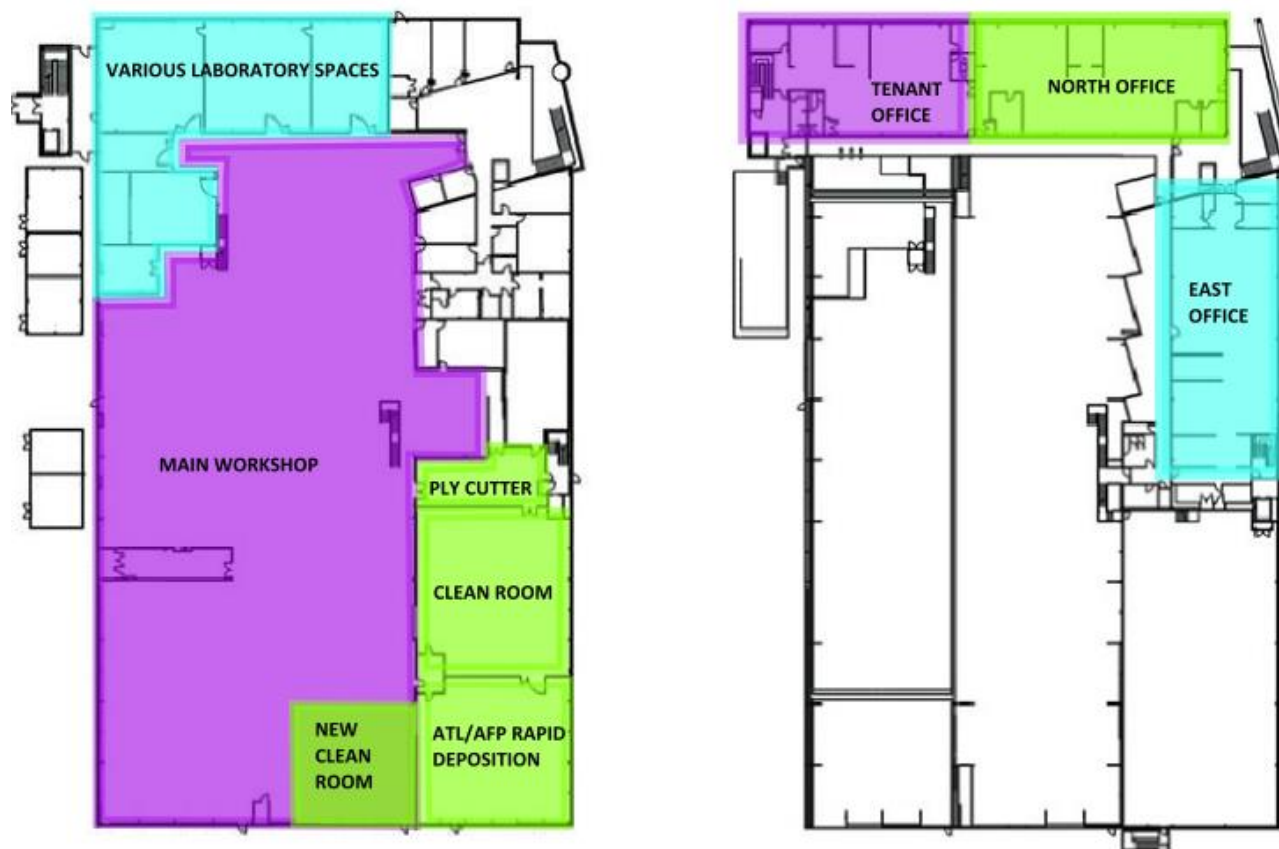 VARIOUS LABORATORY SPACES
MAIN WORKSHOP
PLY CUTTER
CLEAN ROOM
NEW
CLEAN
ROOM
ATL/AFP RAPID
DEPOSITION
TENANT
OFFICE
NORTH OFFICE
EAST
OFFICE